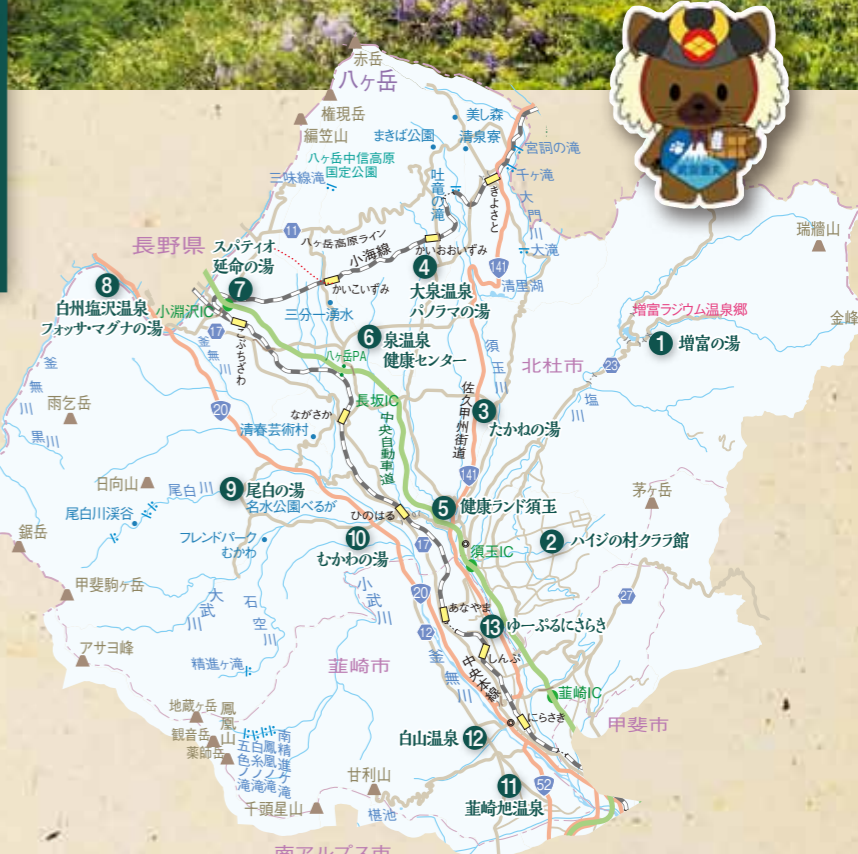 赤岳
八ヶ岳
権現岳
編笠山
美し森
まきば公園
清泉寮
宮詞の滝
八ヶ岳中信高原
国定公園
三味線滝
吐竜の滝
千ヶ滝
きよさと
大門川
11
八ヶ岳高原ライン
小海線
かいおおいずみ
大滝
瑞牆山
長野県
スパティオ
延命の湯
7
4
大泉温泉
パノラマの湯
141
清里湖
8
白州塩沢温泉
フォッサ・マグナの湯
小淵沢IC
かいこいずみ
三分一湧水
増富ラジウム温泉郷
金峰
1
増富の湯
17
釜無川
こぶちざわ
6
泉温泉
健康センター
八ヶ岳PA
須玉川
北杜市
23
塩川
釜無川
黒川
雨乞岳
20
ながさか
長坂IC
中央自動車道
佐久甲州街道
3
たかねの湯
清春芸術村
141
日向山
尾白川
9
尾白の湯
名水公園べるが
尾白川渓谷
5
健康ランド須玉
茅ヶ岳
ひのはる
鋸岳
フレンドパーク
むかわ
10
むかわの湯
17
須玉IC
2
ハイジの村クララ館
甲斐駒ヶ岳
大武川
石空川
小武川
20
あなやま
27
12
13
ゆーぷるにさらき
アサヨ峰
精進ヶ滝
韮崎市
釜無川
中央本線
しんぷ
韮崎IC
地蔵ヶ岳
鳳凰山
観音岳
薬師岳
五色ノ滝
白糸ノ滝
鳳凰ノ滝
南精進ヶ滝
にらさき
甲斐市
白山温泉
12
甘利山
椹池
千頭星山
11
韮崎旭温泉
52
南アルプス市